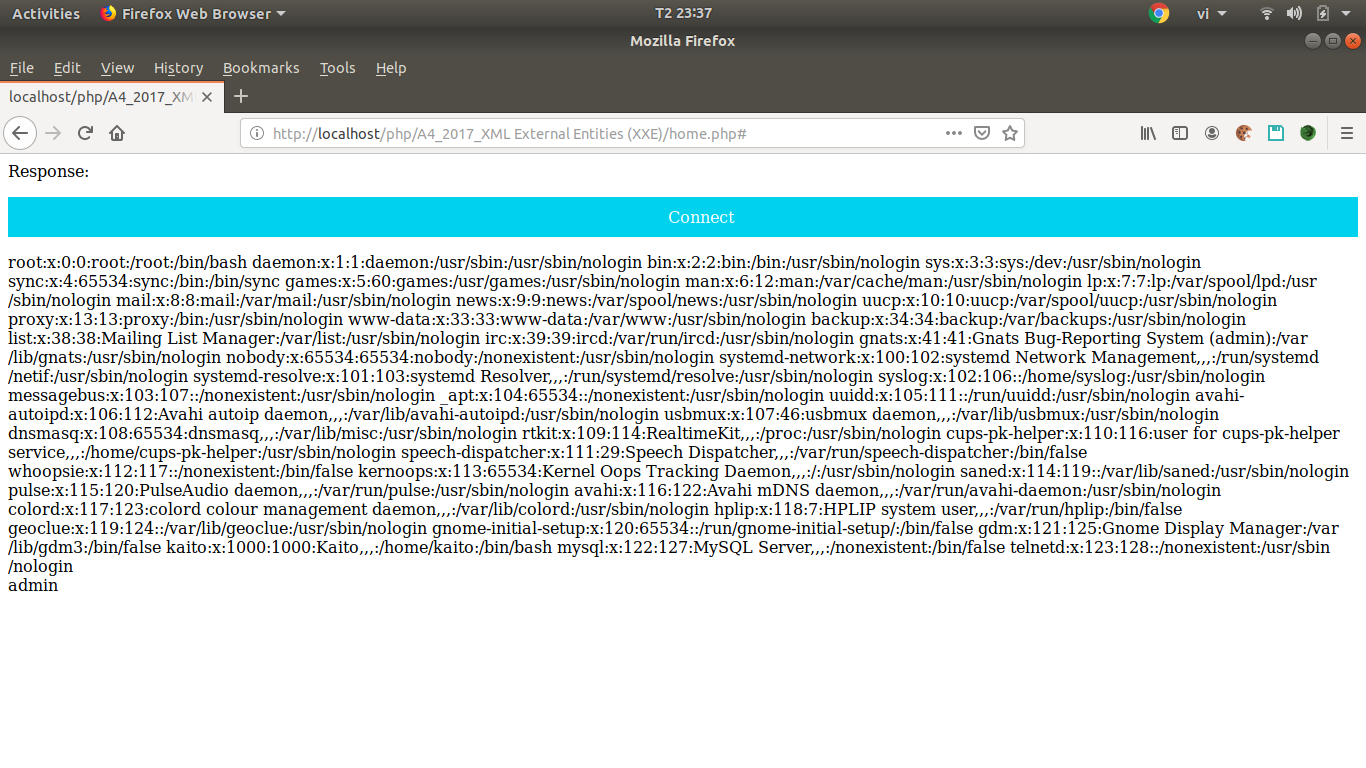 Activities Firefox Web Browser T2 23:37 vi
Mozilla Firefox
File Edit View History Bookmarks Tools Help
localhost/php/A4_2017_XM
http://localhost/php/A4_2017_XML External Entities (XXE)/home.php#
Response:
Connect
root:x:0:0:root:/root:/bin/bash daemon:x:1:1:daemon:/usr/sbin:/usr/sbin/nologin bin:x:2:2:bin:/bin:/usr/sbin/nologin sys:x:3:3:sys:/dev:/usr/sbin/nologin
sync:x:4:65534:sync:/bin:/bin/sync games:x:5:60:games:/usr/games:/usr/sbin/nologin man:x:6:12:man:/var/cache/man:/usr/sbin/nologin lp:x:7:7:lp:/var/spool/lpd:/usr
/sbin/nologin mail:x:8:8:mail:/var/mail:/usr/sbin/nologin news:x:9:9:news:/var/spool/news:/usr/sbin/nologin uucp:x:10:10:uucp:/var/spool/uucp:/usr/sbin/nologin
proxy:x:13:13:proxy:/bin:/usr/sbin/nologin www-data:x:33:33:www-data:/var/www:/usr/sbin/nologin backup:x:34:34:backup:/var/backups:/usr/sbin/nologin
list:x:38:38:Mailing List Manager:/var/list:/usr/sbin/nologin irc:x:39:39:ircd:/var/run/ircd:/usr/sbin/nologin gnats:x:41:41:Gnats Bug-Reporting System (admin):/var
/lib/gnats:/usr/sbin/nologin nobody:x:65534:65534:nobody:/nonexistent:/usr/sbin/nologin systemd-network:x:100:102:systemd Network Management,,,:/run/systemd
/netif:/usr/sbin/nologin systemd-resolve:x:101:103:systemd Resolver,,,:/run/systemd/resolve:/usr/sbin/nologin syslog:x:102:106::/home/syslog:/usr/sbin/nologin
messagebus:x:103:107::/nonexistent:/usr/sbin/nologin _apt:x:104:65534::/nonexistent:/usr/sbin/nologin uuidd:x:105:111::/run/uuidd:/usr/sbin/nologin avahi-
autoipd:x:106:112:Avahi autoip daemon,,,:/var/lib/avahi-autoipd:/usr/sbin/nologin usbmux:x:107:46:usbmux daemon,,,:/var/lib/usbmux:/usr/sbin/nologin
dnsmasq:x:108:65534:dnsmasq,,,:/var/lib/misc:/usr/sbin/nologin rtkit:x:109:114:RealtimeKit,,,:/proc:/usr/sbin/nologin cups-pk-helper:x:110:116:user for cups-pk-helper
service,,,:/home/cups-pk-helper:/usr/sbin/nologin speech-dispatcher:x:111:29:Speech Dispatcher,,,:/var/run/speech-dispatcher:/bin/false
whoopsie:x:112:117::/nonexistent:/bin/false kernoops:x:113:65534:Kernel Oops Tracking Daemon,,,:/:/usr/sbin/nologin saned:x:114:119::/var/lib/saned:/usr/sbin/nologin
pulse:x:115:120:PulseAudio daemon,,,:/var/run/pulse:/usr/sbin/nologin avahi:x:116:122:Avahi mDNS daemon,,,:/var/run/avahi-daemon:/usr/sbin/nologin
colord:x:117:123:colord colour management daemon,,,:/var/lib/colord:/usr/sbin/nologin hplip:x:118:7:HPLIP system user,,,:/var/run/hplip:/bin/false
geoclue:x:119:124::/var/lib/geoclue:/usr/sbin/nologin gnome-initial-setup:x:120:65534::/run/gnome-initial-setup/:/bin/false gdm:x:121:125:Gnome Display Manager:/var
/lib/gdm3:/bin/false kaito:x:1000:1000:Kaito,,,:/home/kaito:/bin/bash mysql:x:122:127:MySQL Server,,,:/nonexistent:/bin/false telnetd:x:123:128::/nonexistent:/usr/sbin
/nologin
admin